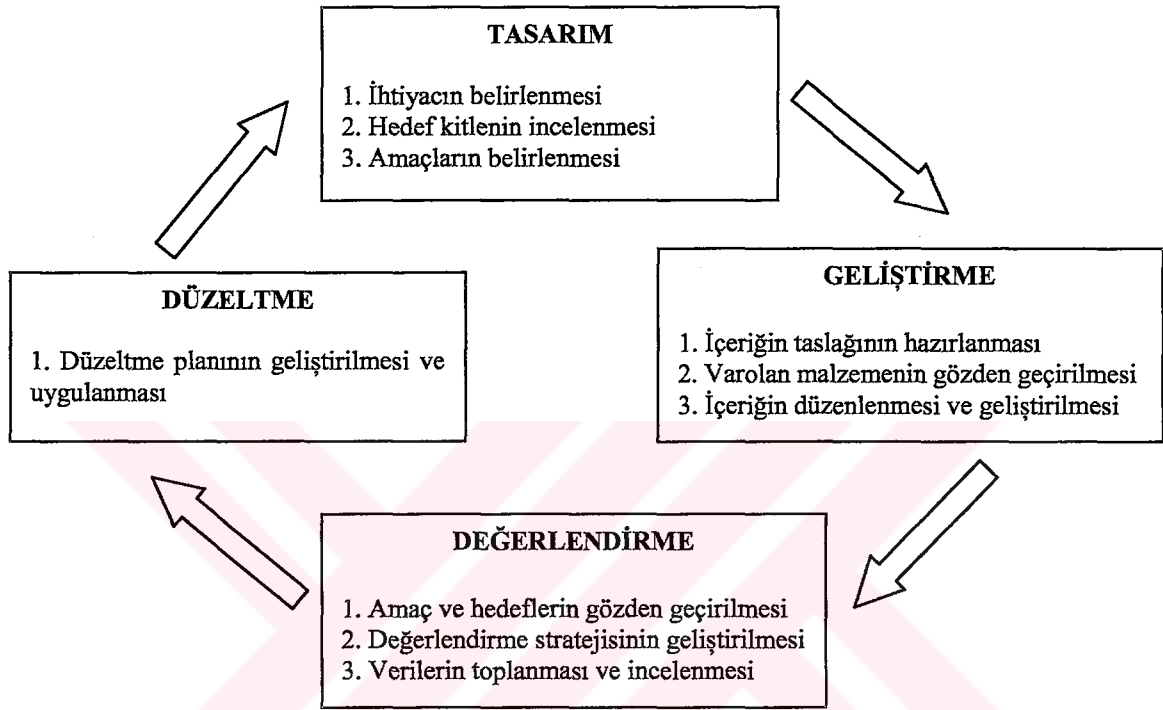 TASARIM
1. İhtiyacın belirlenmesi
2. Hedef kitlenin incelenmesi
3. Amaçların belirlenmesi
GELİŞTİRME
1. İçeriğin taslağının hazırlanması
2. Varolan malzemenin gözden geçirilmesi
3. İçeriğin düzenlenmesi ve geliştirilmesi
DEĞERLENDİRME
1. Amaç ve hedeflerin gözden geçirilmesi
2. Değerlendirme stratejisinin geliştirilmesi
3. Verilerin toplanması ve incelenmesi
DÜZELTME
1. Düzeltme planının geliştirilmesi ve
uygulanması